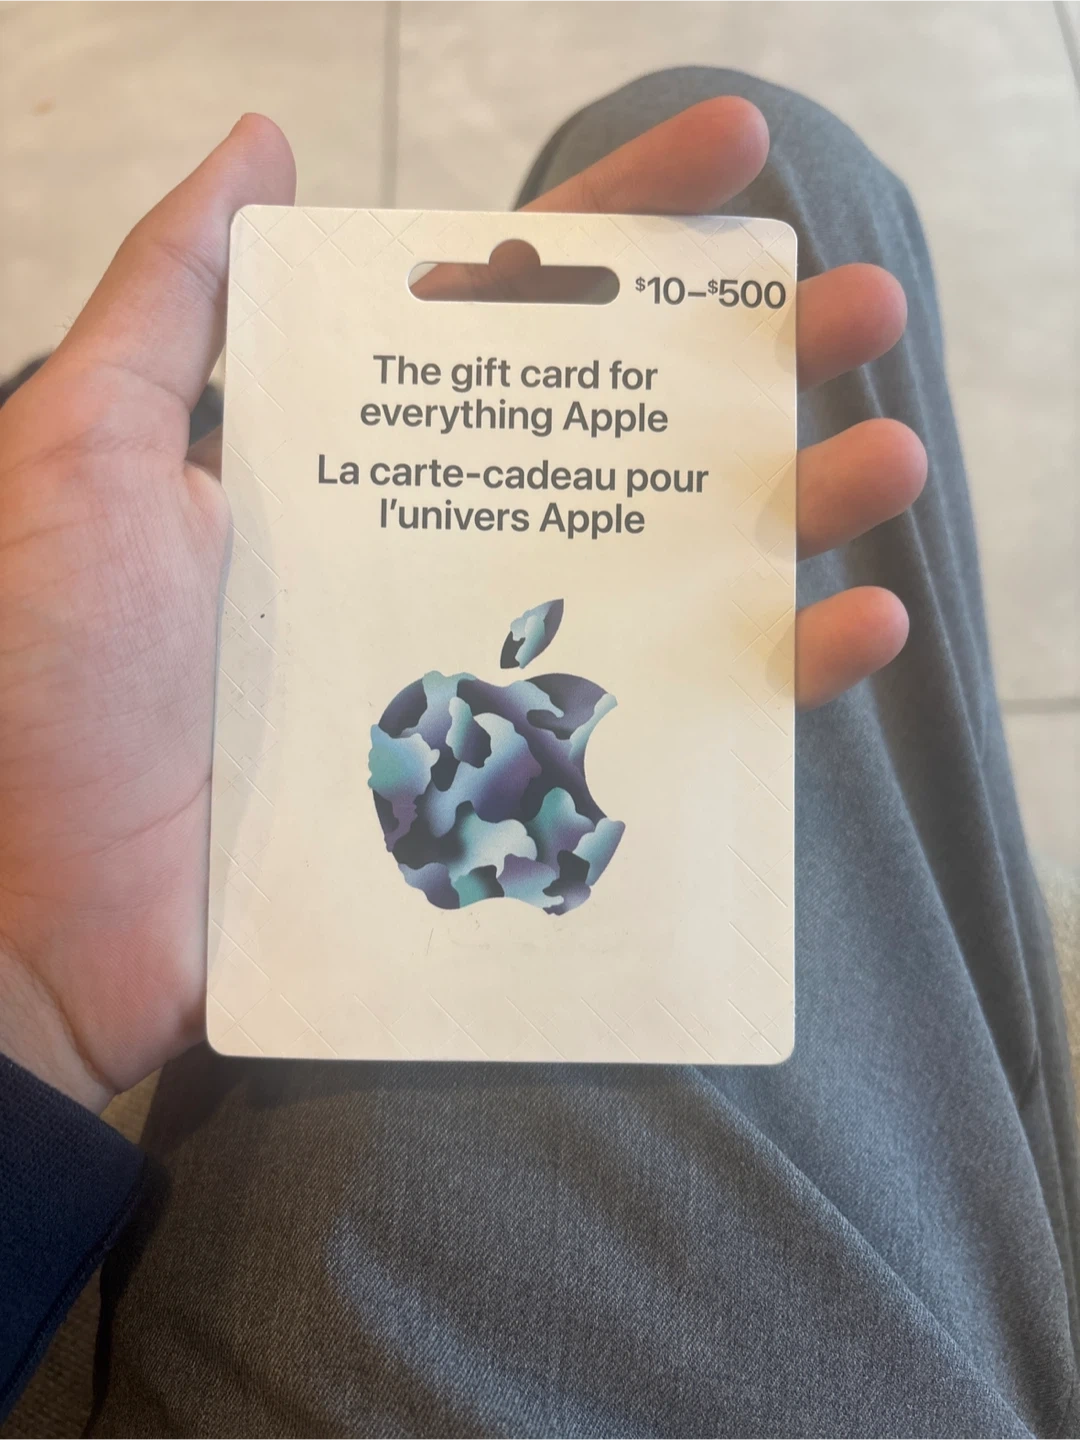 $10–$500
The gift card for
everything Apple
La carte-cadeau pour
l’univers Apple